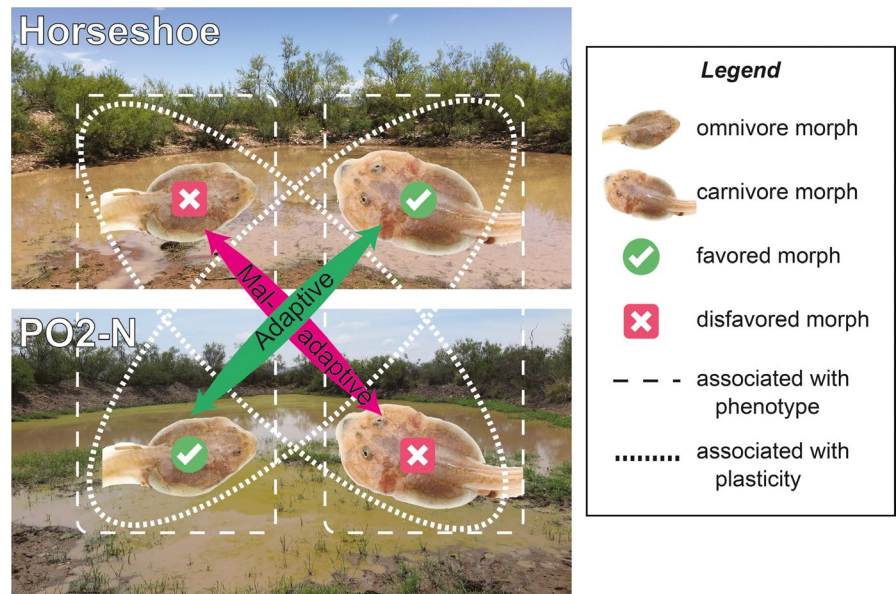 Horseshoe
Mal-
adaptive
Adaptive
PO2-N
Legend
omnivore morph
carnivore morph
favored morph
disfavored morph
associated with
phenotype
associated with
plasticity